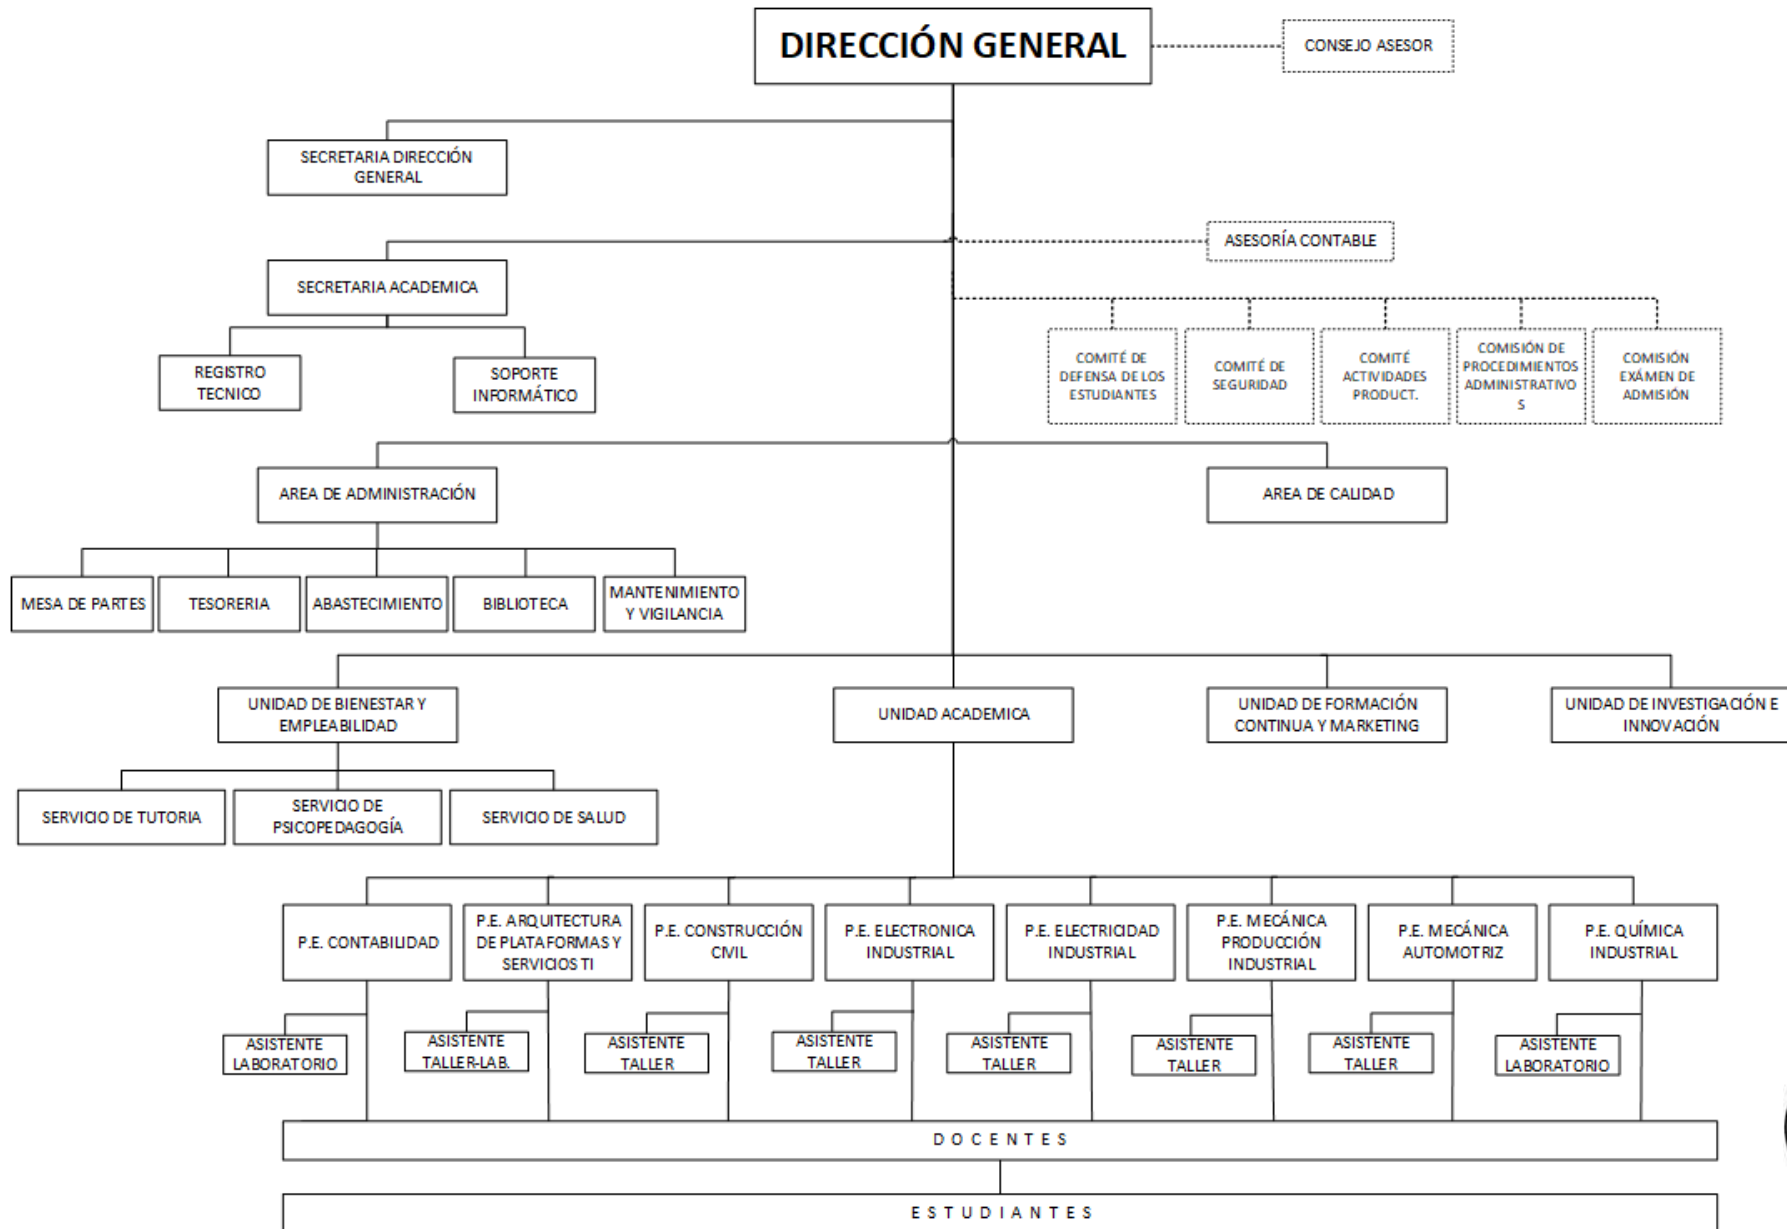 DIRECCIÓN GENERAL
CONSEJO ASESOR
SECRETARIA DIRECCIÓN
GENERAL
ASESORÍA CONTABLE
SECRETARIA ACADEMICA
REGISTRO
TECNICO
SOPORTE
INFORMÁTICO
COMITÉ DE
DEFENSA DE LOS
ESTUDIANTES
COMITÉ DE
SEGURIDAD
COMITÉ
ACTIVIDADES
PRODUCT.
COMISIÓN DE
PROCEDIMIENTOS
ADMINISTRATIVO
S
COMISIÓN
EXÁMEN DE
ADMISIÓN
AREA DE ADMINISTRACIÓN
AREA DE CALIDAD
MESA DE PARTES
TESORERIA
ABASTECIMIENTO
BIBLIOTECA
MANTENIMIENTO
Y VIGILANCIA
UNIDAD DE BIENESTAR Y
EMPLEABILIDAD
UNIDAD ACADEMICA
UNIDAD DE FORMACIÓN
CONTINUA Y MARKETING
UNIDAD DE INVESTIGACIÓN E
INNOVACIÓN
SERVICIO DE TUTORIA
SERVICIO DE
PSICOPEDAGOGÍA
SERVICIO DE SALUD
P.E. CONTABILIDAD
P.E. ARQUITECTURA
DE PLATAFORMAS Y
SERVICIOS TI
P.E. CONSTRUCCIÓN
CIVIL
P.E. ELECTRONICA
INDUSTRIAL
P.E. ELECTRICIDAD
INDUSTRIAL
P.E. MECÁNICA
PRODUCCIÓN
INDUSTRIAL
P.E. MECÁNICA
AUTOMOTRIZ
P.E. QUÍMICA
INDUSTRIAL
ASISTENTE
LABORATORIO
ASISTENTE
TALLER-LAB.
ASISTENTE
TALLER
ASISTENTE
TALLER
ASISTENTE
TALLER
ASISTENTE
TALLER
ASISTENTE
TALLER
ASISTENTE
LABORATORIO
DOCENTES
ESTUDIANTES